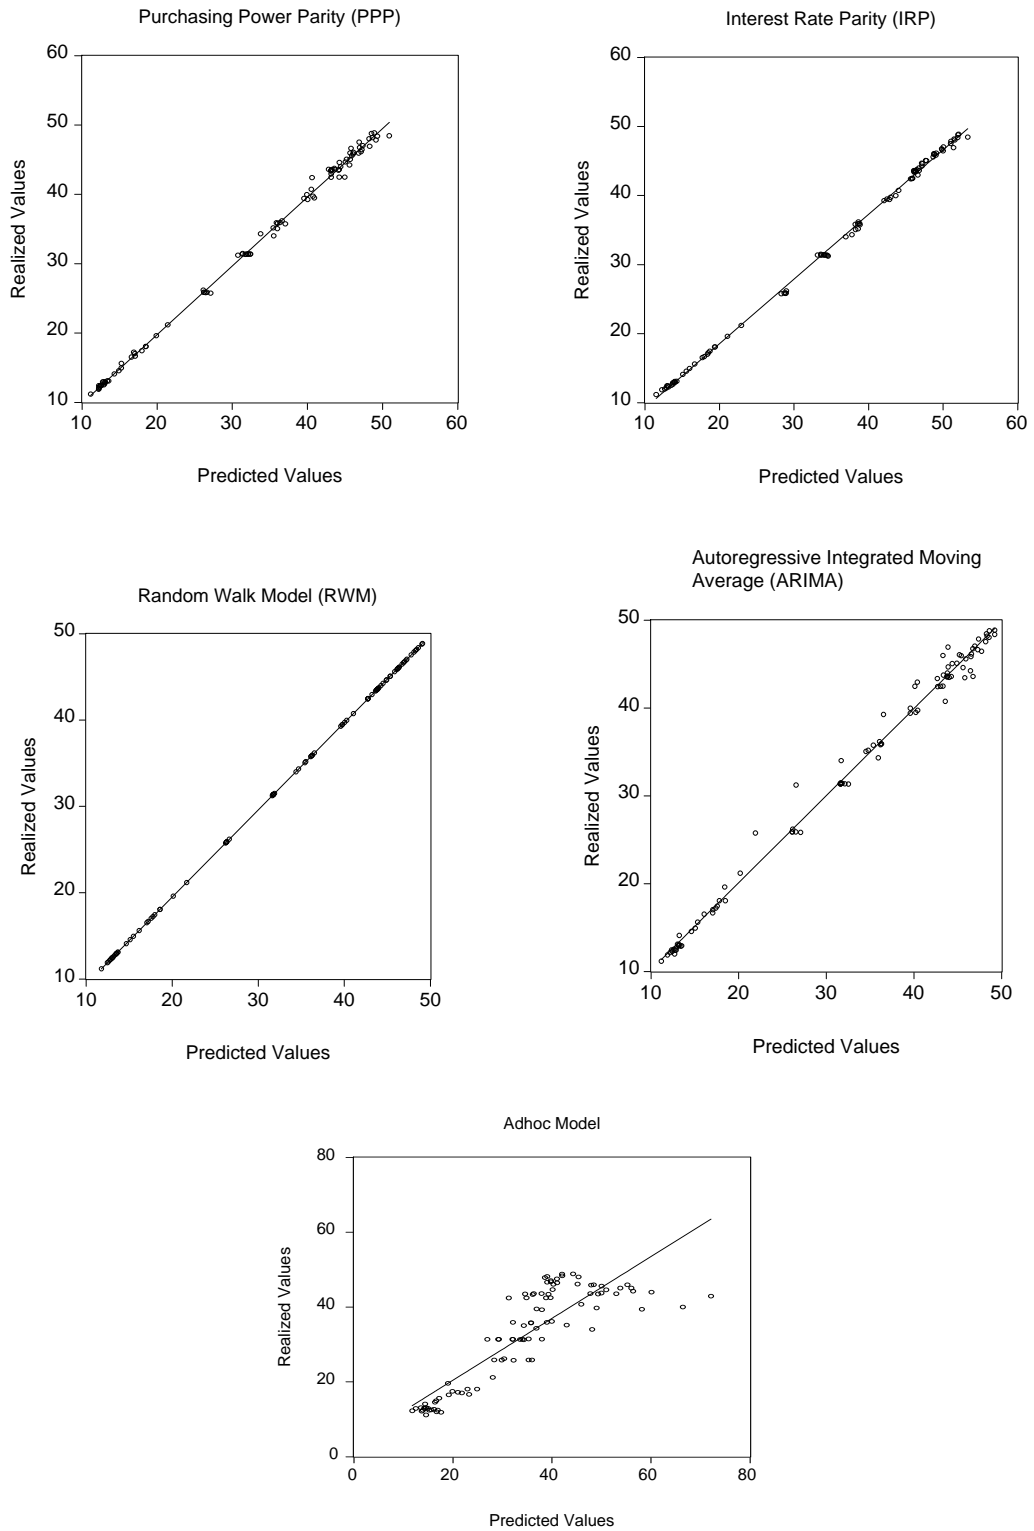 Purchasing Power Parity (PPP)
60
50
40
30
20
10
10 20 30 40 50 60
Realized Values
Predicted Values
Interest Rate Parity (IRP)
60
50
40
30
20
10
10 20 30 40 50 60
Realized Values
Predicted Values
Random Walk Model (RWM)
50
40
30
20
10
10 20 30 40 50
Realized Values
Predicted Values
Autoregressive Integrated Moving
Average (ARIMA)
50
40
30
20
10
10 20 30 40 50
Realized Values
Predicted Values
Adhoc Model
80
60
40
20
0
0 20 40 60 80
Realized Values
Predicted Values